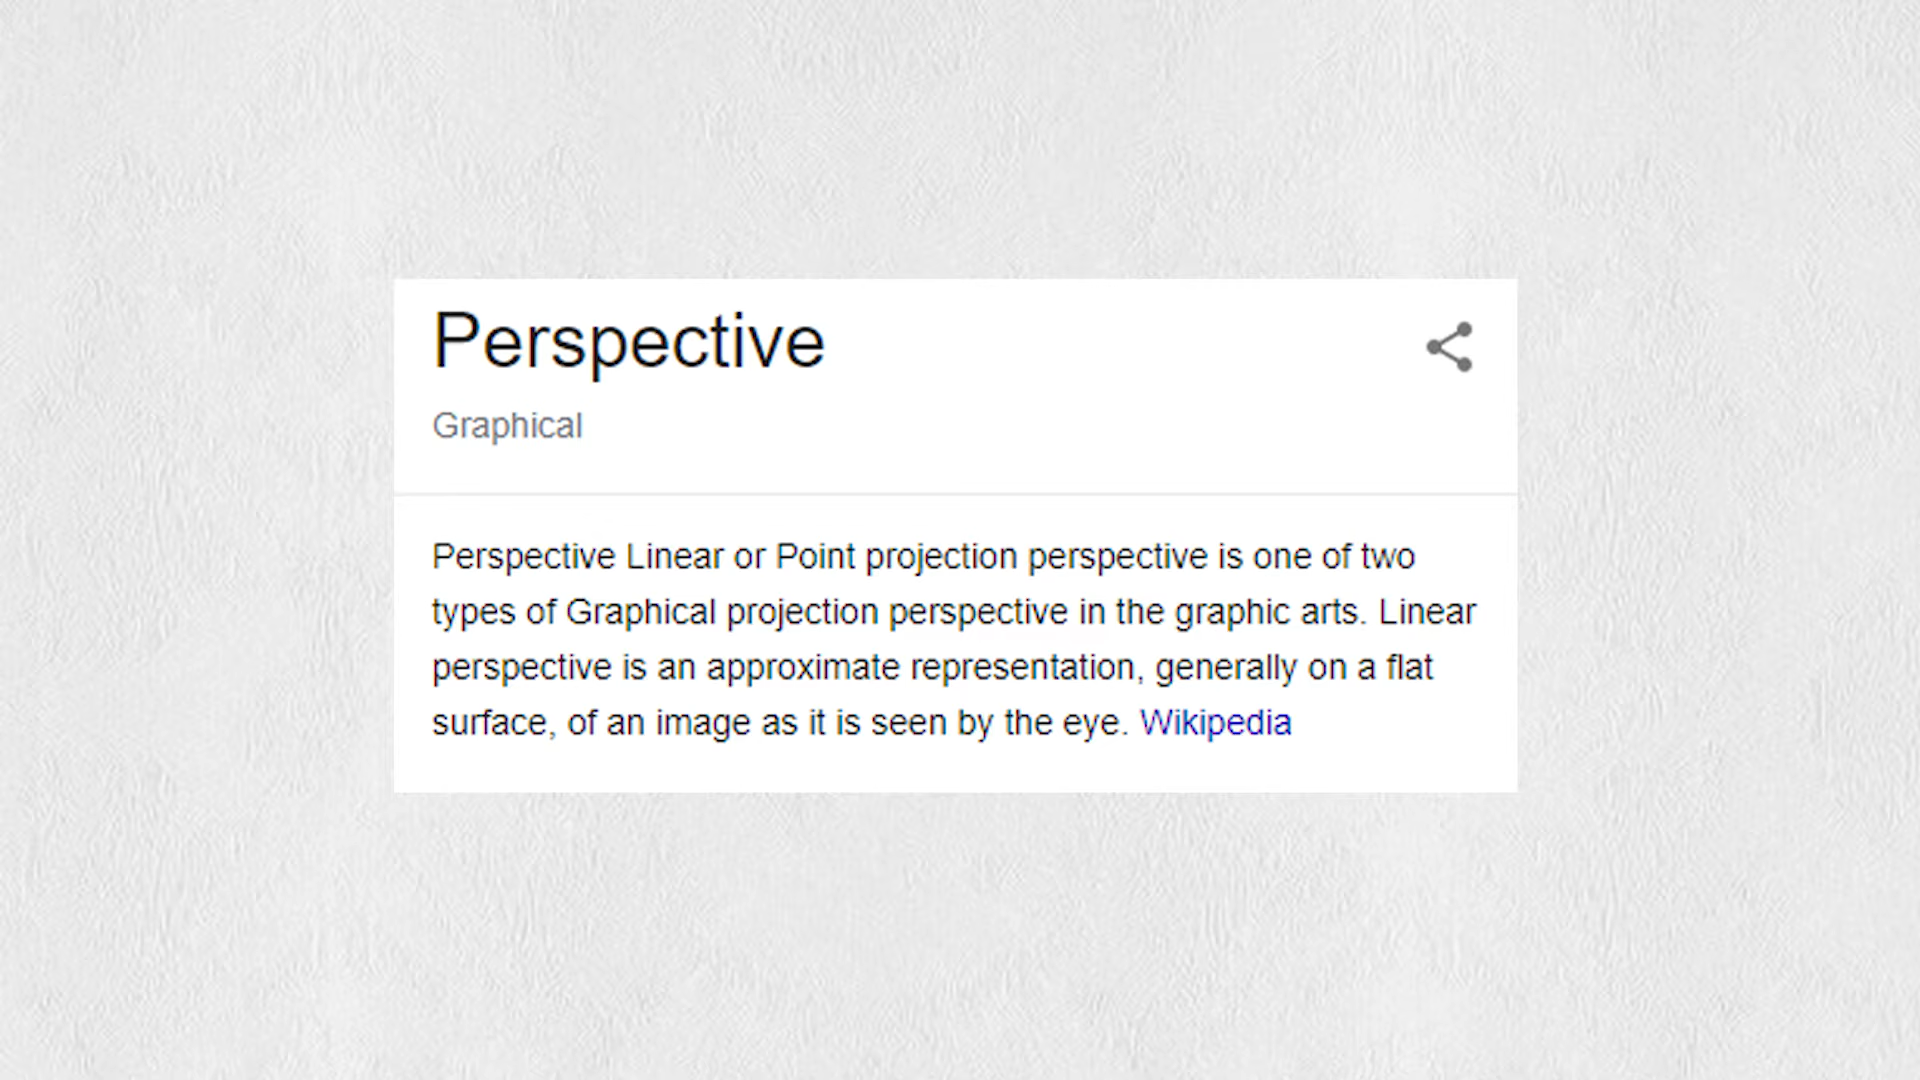 Perspective
Graphical
Perspective Linear or Point projection perspective is one of two
types of Graphical projection perspective in the graphic arts. Linear
perspective is an approximate representation, generally on a flat
surface, of an image as it is seen by the eye. Wikipedia